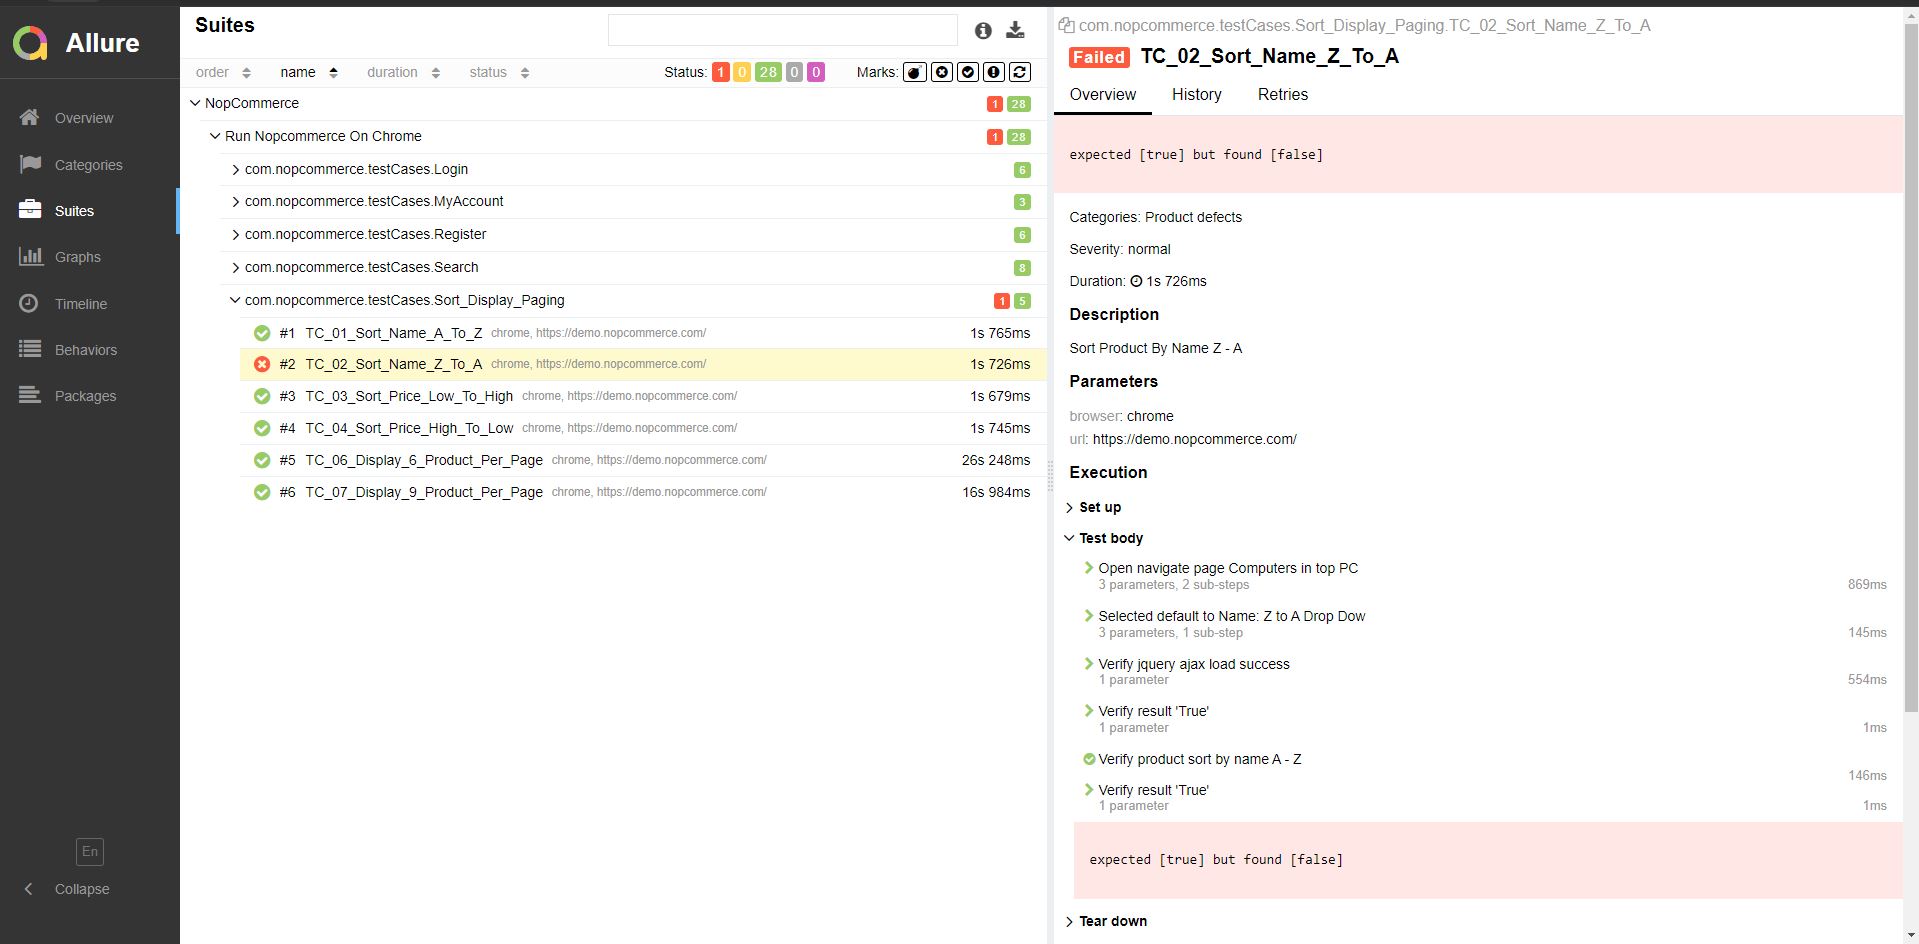 Allure
Overview
Categories
Suites
Graphs
Timeline
Behaviors
Packages
En
Collapse
Suites
order name duration status Status: 1 0 28 0 0 Marks:
NopCommerce 1 28
Run Nopcommerce On Chrome 1 28
com.nopcommerce.testCases.Login 6
com.nopcommerce.testCases.MyAccount 3
com.nopcommerce.testCases.Register 6
com.nopcommerce.testCases.Search 8
com.nopcommerce.testCases.Sort_Display_Paging 1 5
#1 TC_01_Sort_Name_A_To_Z chrome, https://demo.nopcommerce.com/ 1s 765ms
#2 TC_02_Sort_Name_Z_To_A chrome, https://demo.nopcommerce.com/ 1s 726ms
#3 TC_03_Sort_Price_Low_To_High chrome, https://demo.nopcommerce.com/ 1s 679ms
#4 TC_04_Sort_Price_High_To_Low chrome, https://demo.nopcommerce.com/ 1s 745ms
#5 TC_06_Display_6_Product_Per_Page chrome, https://demo.nopcommerce.com/ 26s 248ms
#6 TC_07_Display_9_Product_Per_Page chrome, https://demo.nopcommerce.com/ 16s 984ms
com.nopcommerce.testCases.Sort_Display_Paging.TC_02_Sort_Name_Z_To_A
Failed TC_02_Sort_Name_Z_To_A
Overview History Retries
expected [true] but found [false]
Categories: Product defects
Severity: normal
Duration: 1s 726ms
Description
Sort Product By Name Z - A
Parameters
browser: chrome
url: https://demo.nopcommerce.com/
Execution
Set up
Test body
Open navigate page Computers in top PC
3 parameters, 2 sub-steps 869ms
Selected default to Name: Z to A Drop Dow
3 parameters, 1 sub-step 145ms
Verify jquery ajax load success
1 parameter 554ms
Verify result 'True'
1 parameter 1ms
Verify product sort by name A - Z
146ms
Verify result 'True'
1 parameter 1ms
expected [true] but found [false]
Tear down